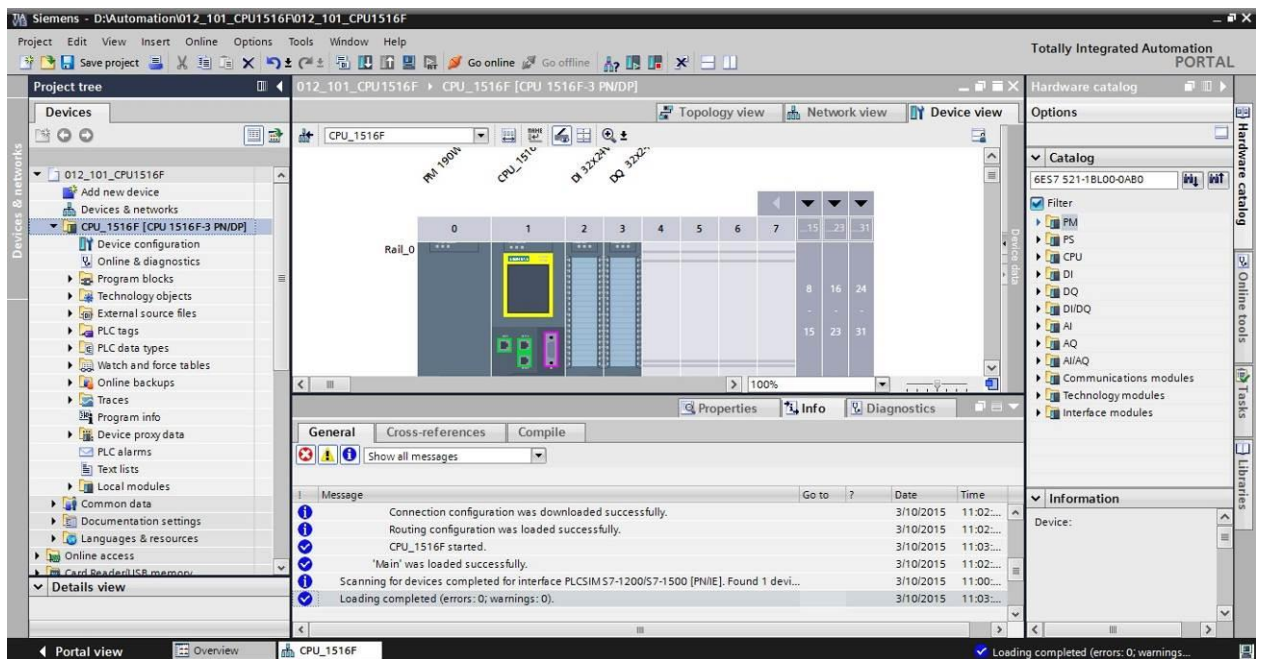 Siemens - D:\Automation\012_101_CPU1516F\012_101_CPU1516F
Project Edit View Insert Online Options Tools Window Help
Totally Integrated Automation
PORTAL
Save project
Go online
Go offline
Project tree
Devices
Devices & networks
012_101_CPU1516F
Add new device
Devices & networks
CPU_1516F [CPU 1516F-3 PN/DP]
Device configuration
Online & diagnostics
Program blocks
Technology objects
External source files
PLC tags
PLC data types
Watch and force tables
Online backups
Traces
Program info
Device proxy data
PLC alarms
Text lists
Local modules
Common data
Documentation settings
Languages & resources
Online access
Card Reader/USB memory
Details view
012_101_CPU1516F CPU_1516F [CPU 1516F-3 PN/DP]
Topology view Network view Device view
CPU_1516F
PM 190W
CPU_1516
DI 32x24V
DQ 32x2
0 1 2 3 4 5 6 7 ...15 ...23 ...31
Rail_0
8 16 24
- - -
15 23 31
Device data
100%
Properties Info Diagnostics
General Cross-references Compile
Show all messages
! Message Go to ? Date Time
Connection configuration was downloaded successfully. 3/10/2015 11:02:...
Routing configuration was loaded successfully. 3/10/2015 11:02:...
CPU_1516F started. 3/10/2015 11:03:...
'Main' was loaded successfully. 3/10/2015 11:02:...
Scanning for devices completed for interface PLCSIM S7-1200/S7-1500 [PN/IE]. Found 1 devi... 3/10/2015 11:00:...
Loading completed (errors: 0; warnings: 0). 3/10/2015 11:03:...
Hardware catalog
Options
Catalog
6ES7 521-1BL00-0AB0
Filter
PM
PS
CPU
DI
DQ
DI/DQ
AI
AQ
AI/AQ
Communications modules
Technology modules
Interface modules
Information
Device:
Hardware catalog
Online tools
Tasks
Libraries
Portal view
Overview
CPU_1516F
Loading completed (errors: 0; warnings...